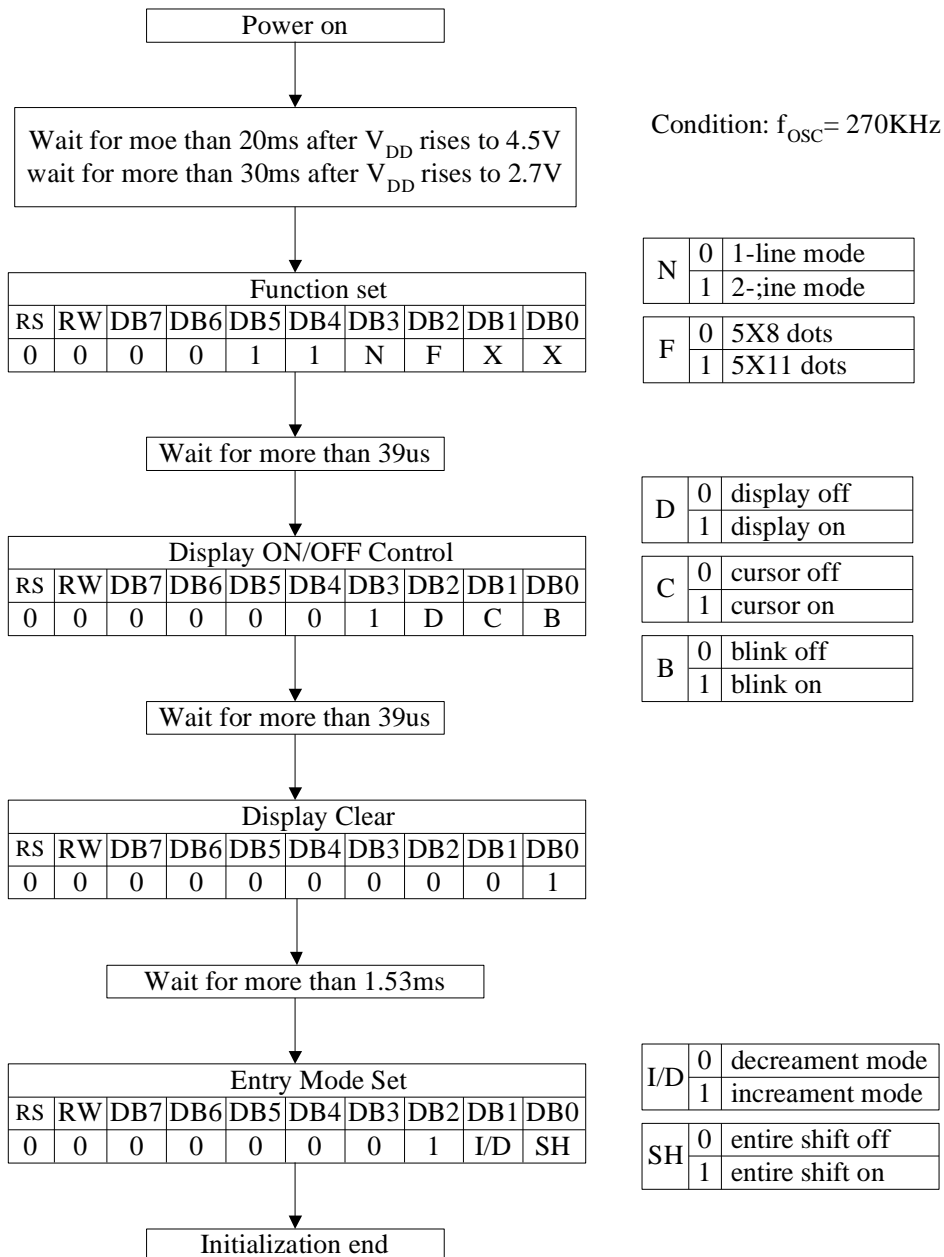 Power on
Wait for moe than 20ms after VDD rises to 4.5V
wait for more than 30ms after VDD rises to 2.7V
Condition: fOSC= 270KHz
Function set
RS RW DB7 DB6 DB5 DB4 DB3 DB2 DB1 DB0
0 0 0 0 1 1 N F X X
N 0 1-line mode
1 2-;ine mode
F 0 5X8 dots
1 5X11 dots
Wait for more than 39us
Display ON/OFF Control
RS RW DB7 DB6 DB5 DB4 DB3 DB2 DB1 DB0
0 0 0 0 0 0 1 D C B
D 0 display off
1 display on
C 0 cursor off
1 cursor on
B 0 blink off
1 blink on
Wait for more than 39us
Display Clear
RS RW DB7 DB6 DB5 DB4 DB3 DB2 DB1 DB0
0 0 0 0 0 0 0 0 0 1
Wait for more than 1.53ms
Entry Mode Set
RS RW DB7 DB6 DB5 DB4 DB3 DB2 DB1 DB0
0 0 0 0 0 0 0 1 I/D SH
I/D 0 decreament mode
1 increament mode
SH 0 entire shift off
1 entire shift on
Initialization end